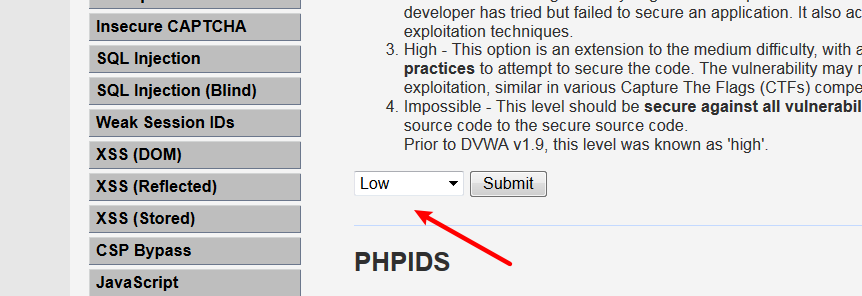 Insecure CAPTCHA
SQL Injection
SQL Injection (Blind)
Weak Session IDs
XSS (DOM)
XSS (Reflected)
XSS (Stored)
CSP Bypass
JavaScript
developer has tried but failed to secure an application. It also ac
exploitation techniques.
3. High - This option is an extension to the medium difficulty, with a
practices to attempt to secure the code. The vulnerability may
exploitation, similar in various Capture The Flags (CTFs) compe
4. Impossible - This level should be secure against all vulnerabil
source code to the secure source code.
Prior to DVWA v1.9, this level was known as 'high'.
Low
Submit
PHPIDS